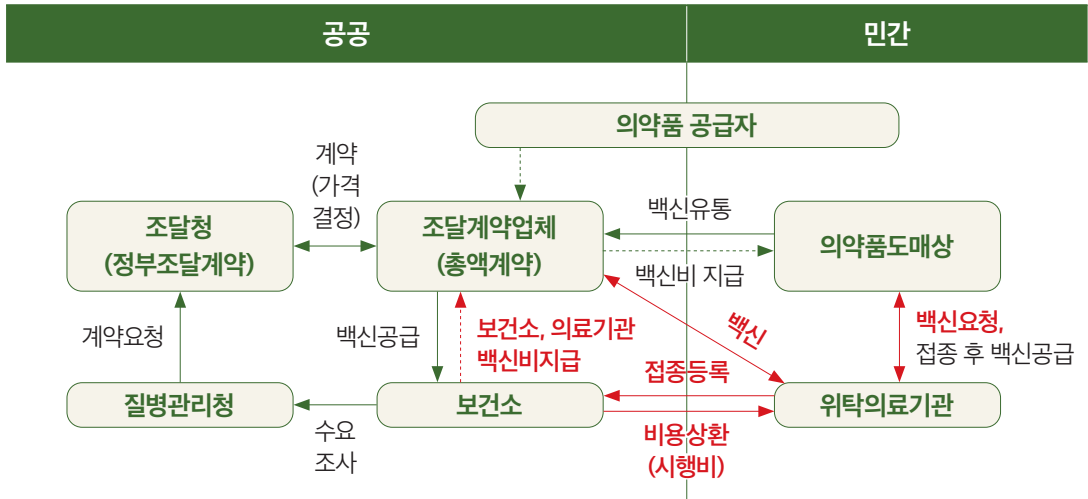 공공
민간
의약품 공급자
계약
(가격
결정)
조달청
(정부조달계약)
조달계약업체
(총액계약)
백신유통
백신비 지급
의약품도매상
계약요청
백신공급
보건소, 의료기관
백신비지급
백신
백신요청,
접종 후 백신공급
접종등록
질병관리청
보건소
위탁의료기관
수요
조사
비용상환
(시행비)